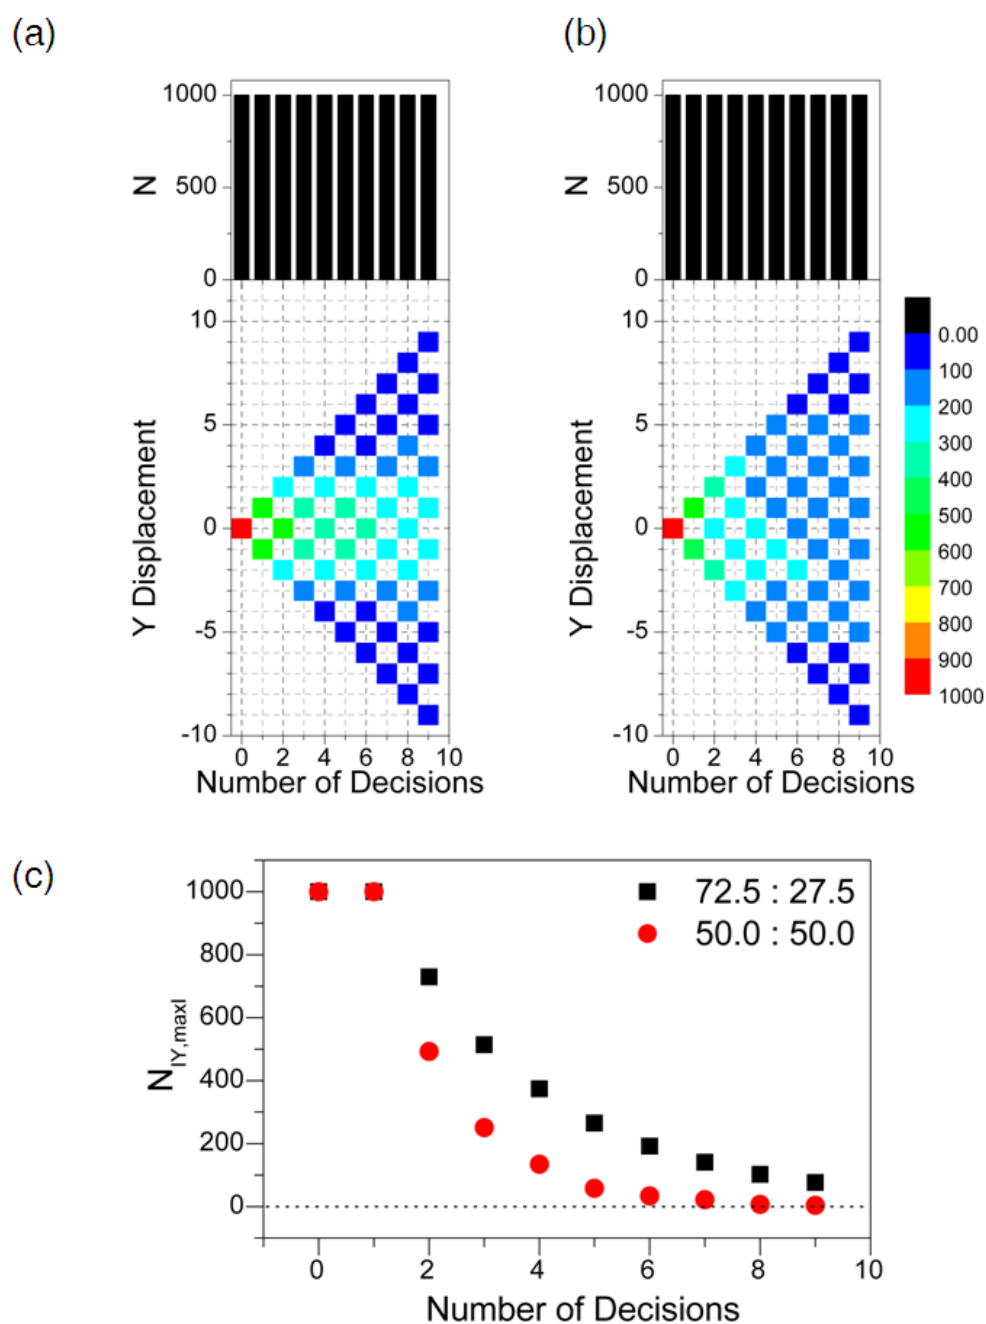 (a)
(b)
1000
500
0
N
10
5
0
-5
-10
Y Displacement
0 2 4 6 8 10
Number of Decisions
1000
500
0
N
10
5
0
-5
-10
Y Displacement
0 2 4 6 8 10
Number of Decisions
0.00
100
200
300
400
500
600
700
800
900
1000
(c)
1000
800
600
400
200
0
N|Y,max|
72.5 : 27.5
50.0 : 50.0
0 2 4 6 8 10
Number of Decisions